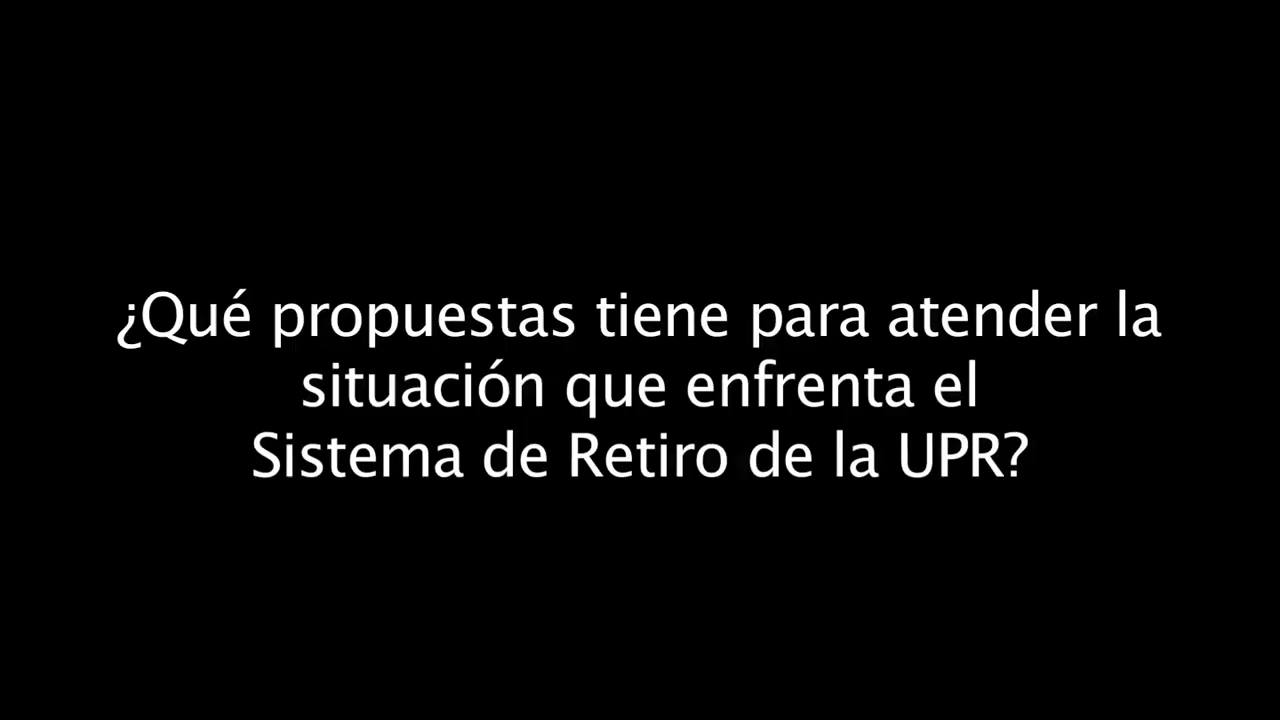 ¿Qué propuestas tiene para atender la
situación que enfrenta el
Sistema de Retiro de la UPR?